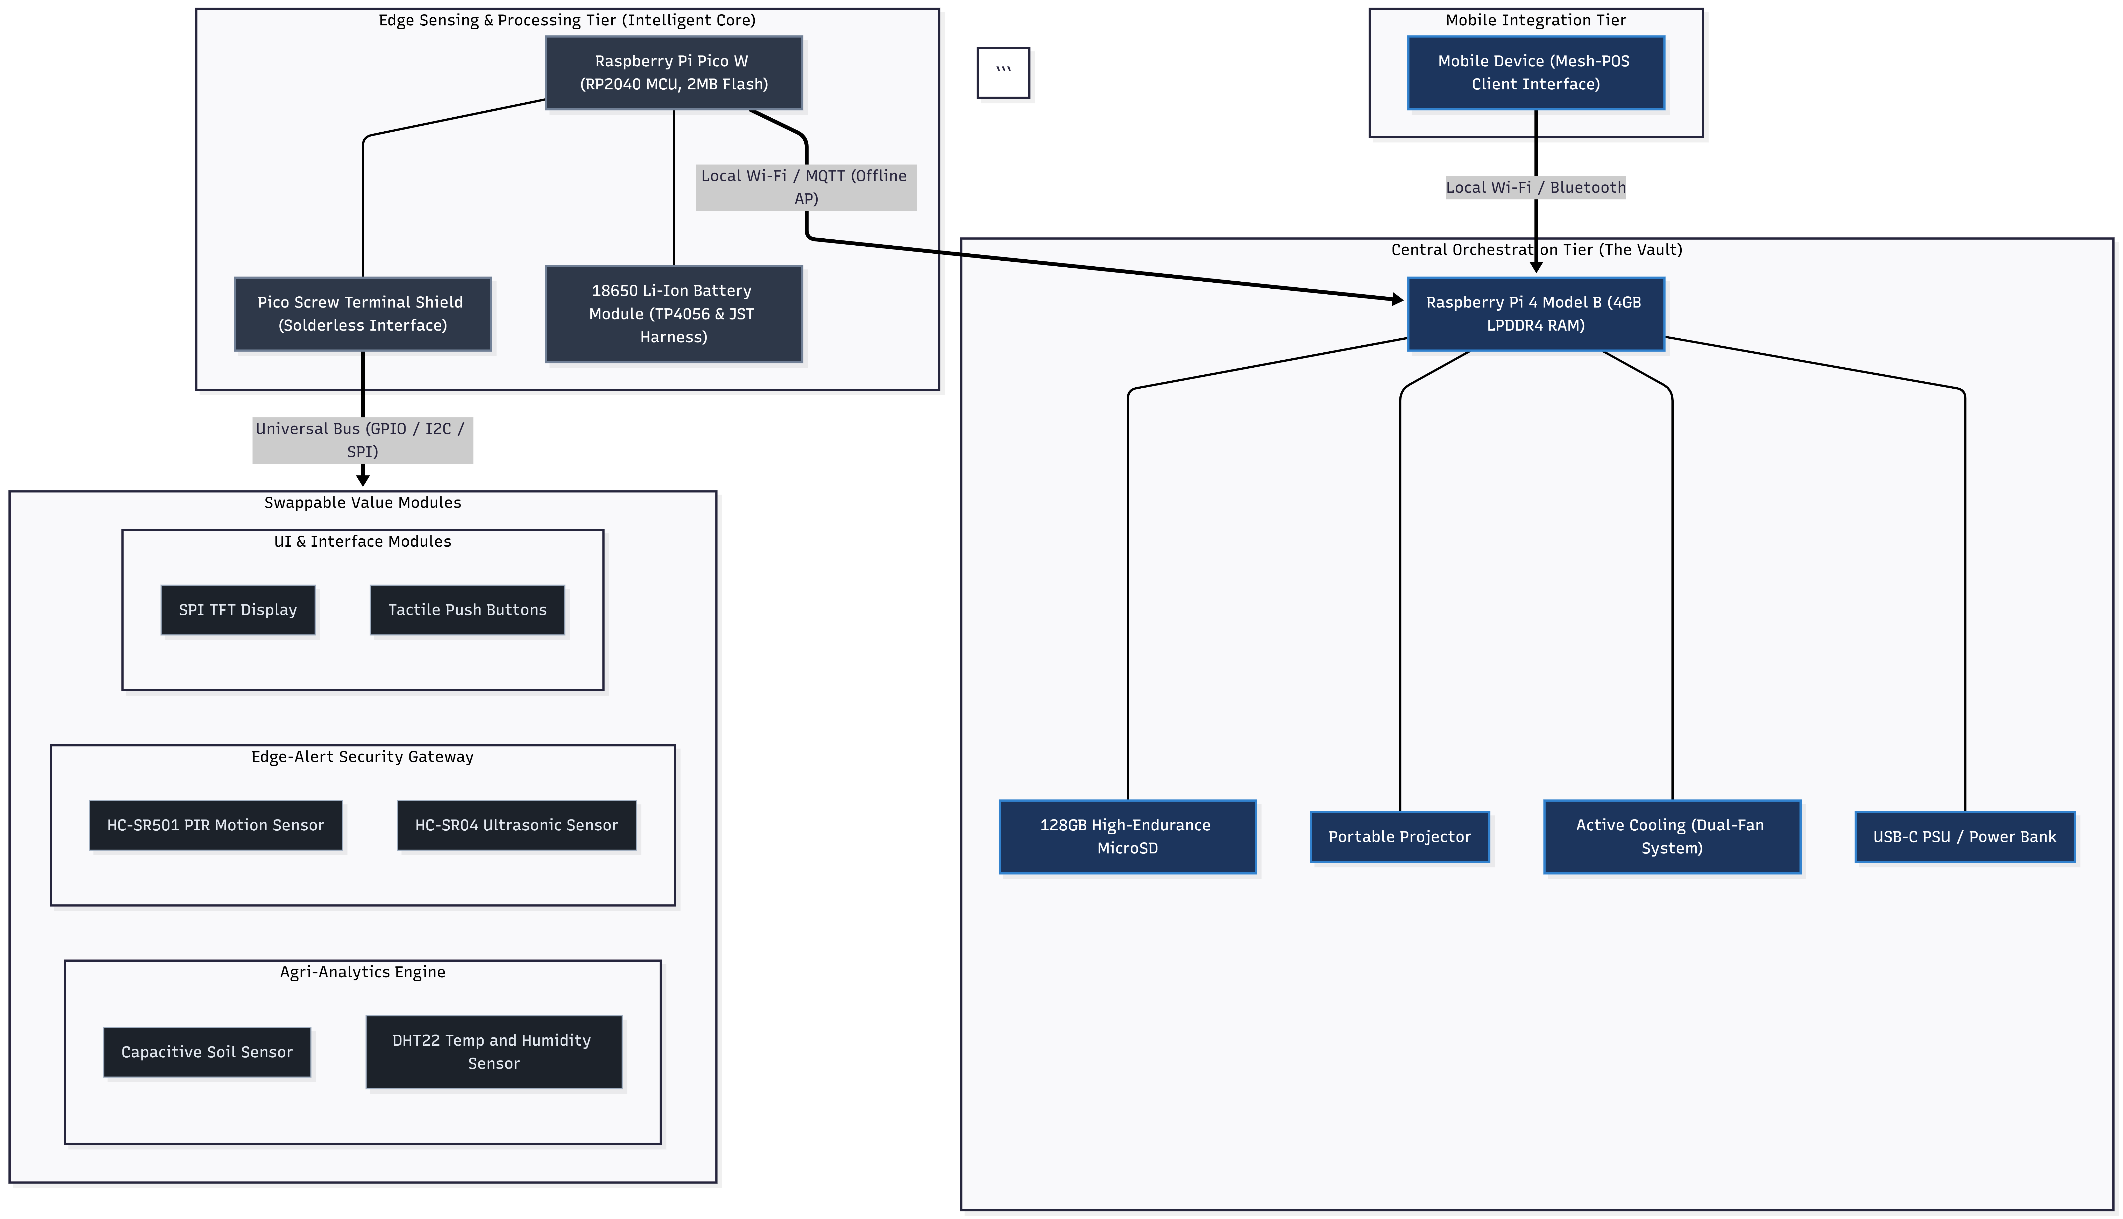 Edge Sensing & Processing Tier (Intelligent Core)
Raspberry Pi Pico W
(RP2040 MCU, 2MB Flash)
Local Wi-Fi / MQTT (Offline
AP)
Pico Screw Terminal Shield
(Solderless Interface)
18650 Li-Ion Battery
Module (TP4056 & JST
Harness)
```
Mobile Integration Tier
Mobile Device (Mesh-POS
Client Interface)
Local Wi-Fi / Bluetooth
Central Orchestration Tier (The Vault)
Raspberry Pi 4 Model B (4GB
LPDDR4 RAM)
128GB High-Endurance
MicroSD
Portable Projector
Active Cooling (Dual-Fan
System)
USB-C PSU / Power Bank
Universal Bus (GPIO / I2C /
SPI)
Swappable Value Modules
UI & Interface Modules
SPI TFT Display
Tactile Push Buttons
Edge-Alert Security Gateway
HC-SR501 PIR Motion Sensor
HC-SR04 Ultrasonic Sensor
Agri-Analytics Engine
Capacitive Soil Sensor
DHT22 Temp and Humidity
Sensor